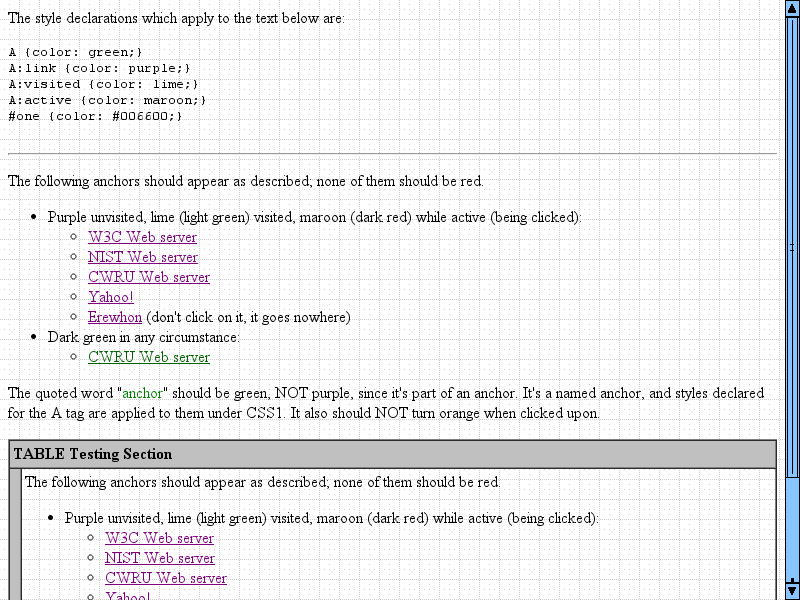 The style declarations which apply to the text below are:
A {color: green;}
A:link {color: purple;}
A:visited {color: lime;}
A:active {color: maroon;}
#one {color: #006600;}
The following anchors should appear as described; none of them should be red.
Purple unvisited, lime (light green) visited, maroon (dark red) while active (being clicked):
W3C Web server
NIST Web server
CWRU Web server
Yahoo!
Erewhon (don't click on it, it goes nowhere)
Dark green in any circumstance:
CWRU Web server
The quoted word "anchor" should be green, NOT purple, since it's part of an anchor. It's a named anchor, and styles declared
for the A tag are applied to them under CSS1. It also should NOT turn orange when clicked upon.
TABLE Testing Section
The following anchors should appear as described; none of them should be red.
Purple unvisited, lime (light green) visited, maroon (dark red) while active (being clicked):
W3C Web server
NIST Web server
CWRU Web server
Yahoo!